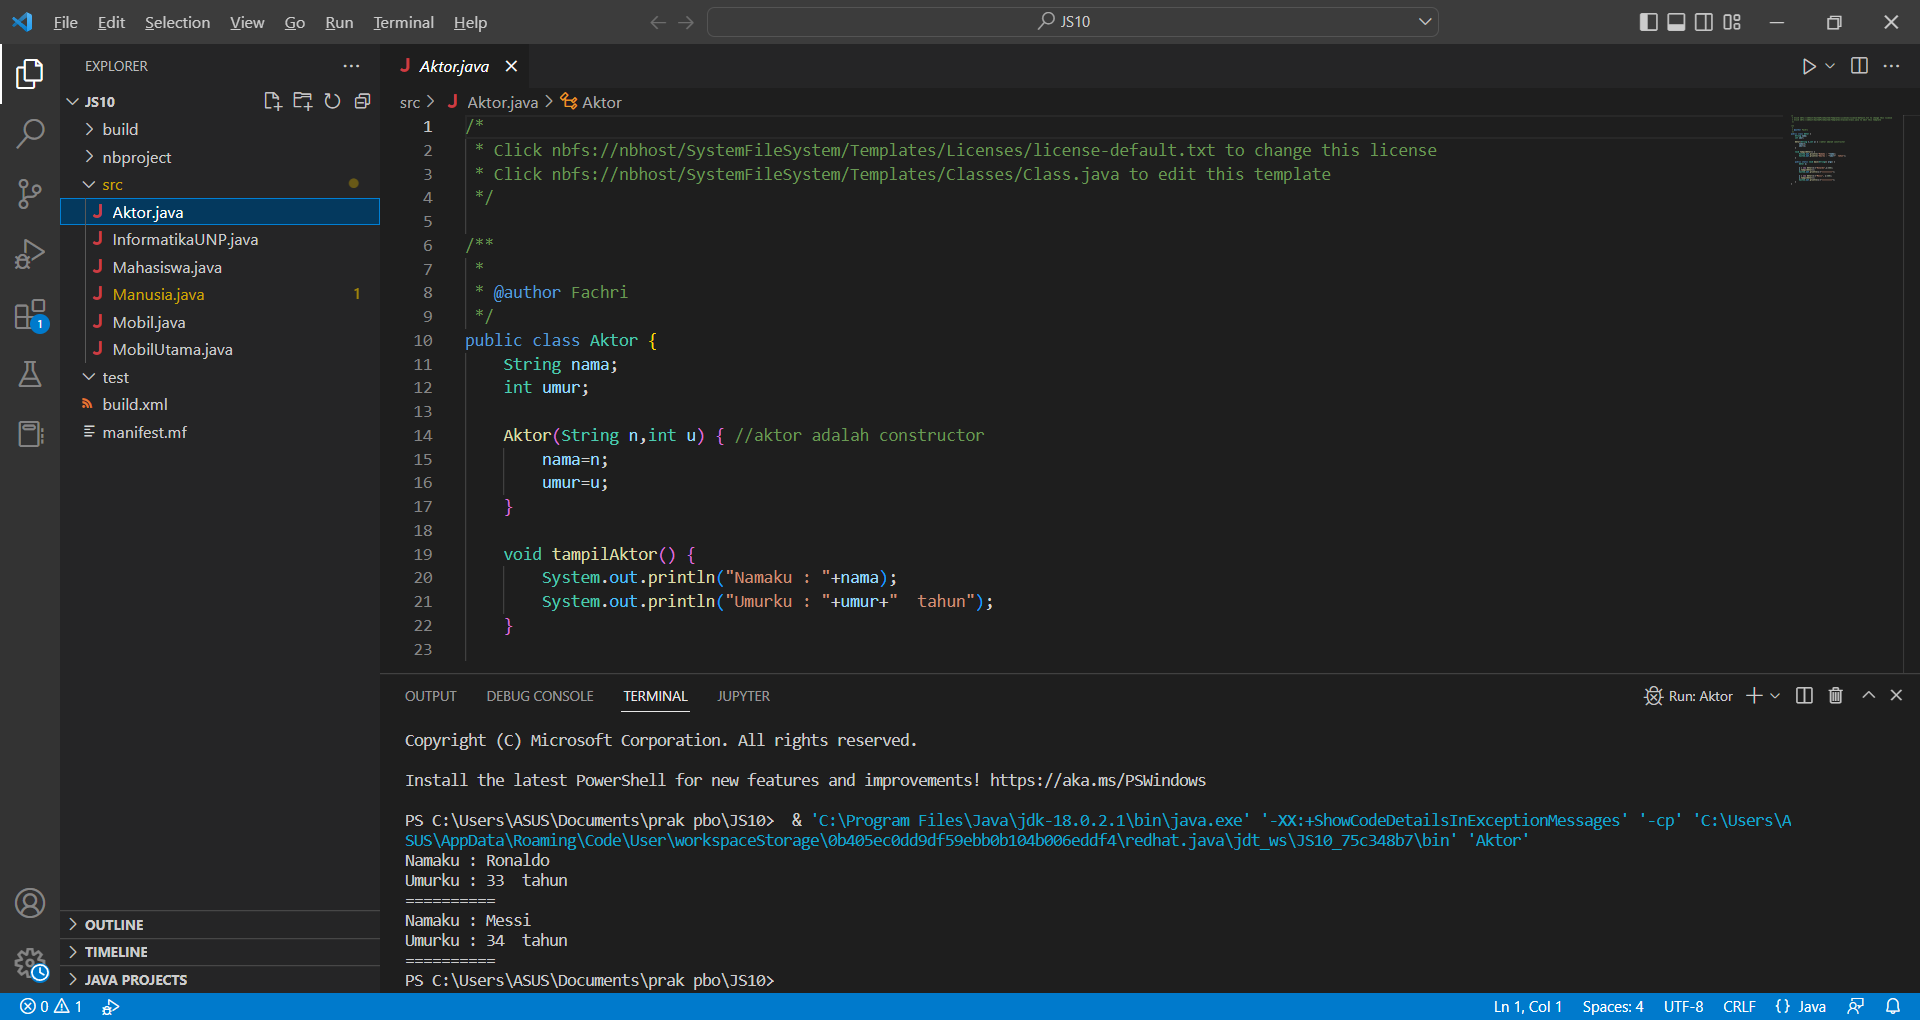 File Edit Selection View Go Run Terminal Help
JS10
EXPLORER
JS10
build
nbproject
src
Aktor.java
InformatikaUNP.java
Mahasiswa.java
Manusia.java 1
Mobil.java
MobilUtama.java
test
build.xml
manifest.mf
1
OUTLINE
TIMELINE
JAVA PROJECTS
Aktor.java
src > Aktor.java > Aktor
1 /*
2 * Click nbfs://nbhost/SystemFileSystem/Templates/Licenses/license-default.txt to change this license
3 * Click nbfs://nbhost/SystemFileSystem/Templates/Classes/Class.java to edit this template
4 */
5
6 /**
7 *
8 * @author Fachri
9 */
10 public class Aktor {
11 String nama;
12 int umur;
13
14 Aktor(String n,int u) { //aktor adalah constructor
15 nama=n;
16 umur=u;
17 }
18
19 void tampilAktor() {
20 System.out.println("Namaku : "+nama);
21 System.out.println("Umurku : "+umur+"  tahun");
22 }
23
OUTPUT DEBUG CONSOLE TERMINAL JUPYTER
Run: Aktor
Copyright (C) Microsoft Corporation. All rights reserved.
Install the latest PowerShell for new features and improvements! https://aka.ms/PSWindows
PS C:\Users\ASUS\Documents\prak pbo\JS10>  & 'C:\Program Files\Java\jdk-18.0.2.1\bin\java.exe' '-XX:+ShowCodeDetailsInExceptionMessages' '-cp' 'C:\Users\A
SUS\AppData\Roaming\Code\User\workspaceStorage\0b405ec0dd9df59ebb0b104b006eddf4\redhat.java\jdt_ws\JS10_75c348b7\bin' 'Aktor'
Namaku : Ronaldo
Umurku : 33  tahun
==========
Namaku : Messi
Umurku : 34  tahun
==========
PS C:\Users\ASUS\Documents\prak pbo\JS10>
0 1
Ln 1, Col 1 Spaces: 4 UTF-8 CRLF {} Java